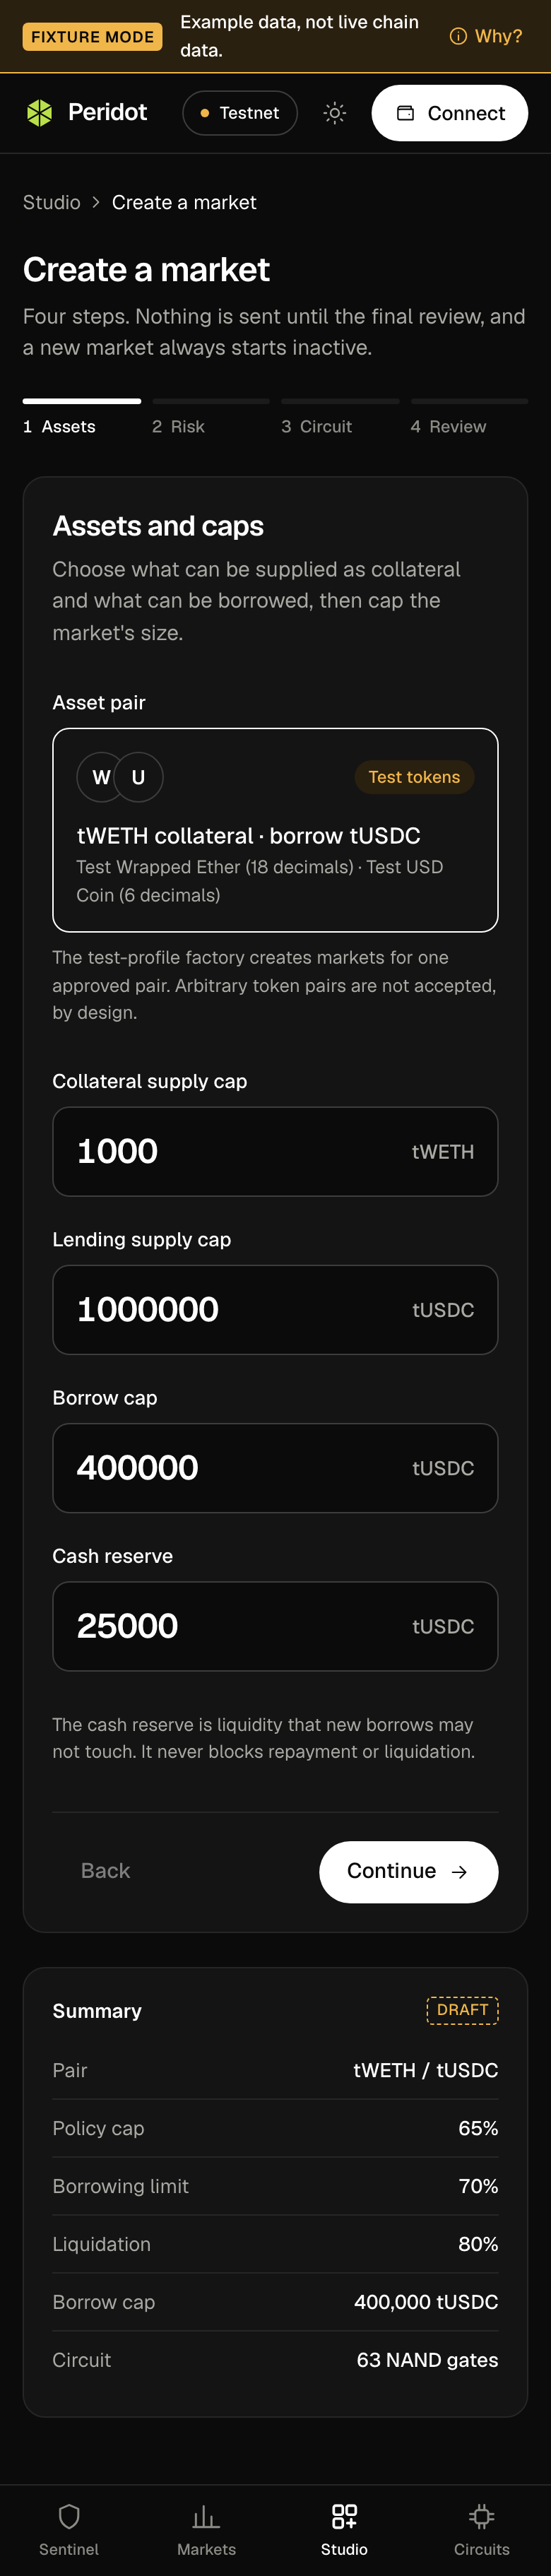 FIXTURE MODE
Example data, not live chain
data.
Why?
Peridot
Testnet
Connect
Studio > Create a market
Create a market
Four steps. Nothing is sent until the final review, and
a new market always starts inactive.
1 Assets
2 Risk
3 Circuit
4 Review
Assets and caps
Choose what can be supplied as collateral
and what can be borrowed, then cap the
market's size.
Asset pair
W U
Test tokens
tWETH collateral · borrow tUSDC
Test Wrapped Ether (18 decimals) · Test USD
Coin (6 decimals)
The test-profile factory creates markets for one
approved pair. Arbitrary token pairs are not accepted,
by design.
Collateral supply cap
1000 tWETH
Lending supply cap
1000000 tUSDC
Borrow cap
400000 tUSDC
Cash reserve
25000 tUSDC
The cash reserve is liquidity that new borrows may
not touch. It never blocks repayment or liquidation.
Back
Continue →
Summary DRAFT
Pair tWETH / tUSDC
Policy cap 65%
Borrowing limit 70%
Liquidation 80%
Borrow cap 400,000 tUSDC
Circuit 63 NAND gates
Sentinel
Markets
Studio
Circuits